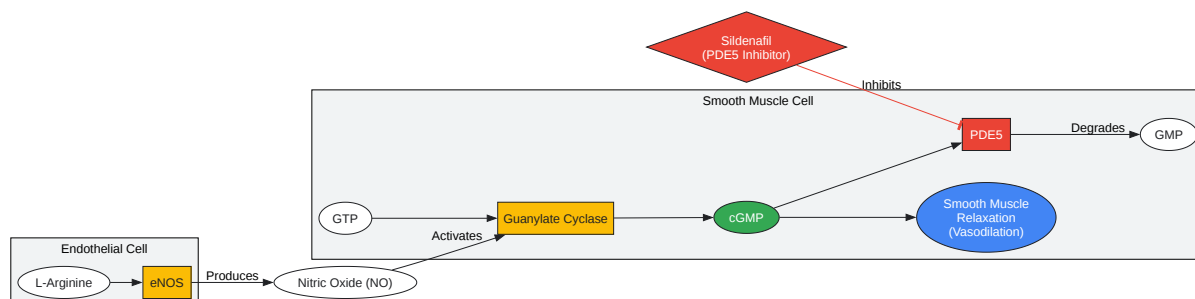 Sildenafil
(PDE5 Inhibitor)
Inhibits
Smooth Muscle Cell
PDE5
Degrades
GMP
GTP
Guanylate Cyclase
cGMP
Smooth Muscle
Relaxation
(Vasodilation)
Activates
Endothelial Cell
L-Arginine
eNOS
Produces
Nitric Oxide (NO)